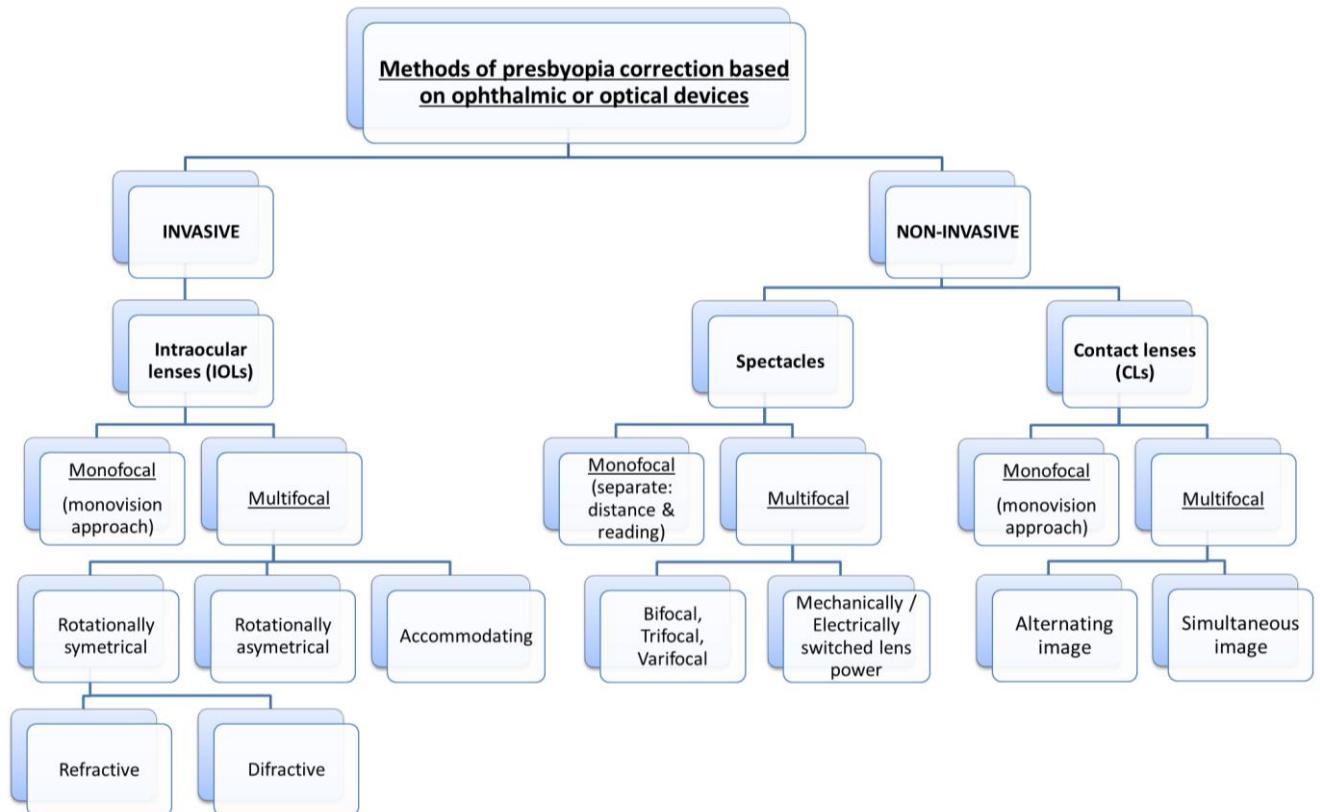 Methods of presbyopia correction based
on ophthalmic or optical devices
INVASIVE
NON-INVASIVE
Intraocular
lenses (IOLs)
Spectacles
Contact lenses
(CLs)
Monofocal
(monovision
approach)
Multifocal
Monofocal
(separate:
distance &
reading)
Multifocal
Monofocal
(monovision
approach)
Multifocal
Rotationally
symetrical
Rotationally
asymetrical
Accommodating
Bifocal,
Trifocal,
Varifocal
Mechanically /
Electrically
switched lens
power
Alternating
image
Simultaneous
image
Refractive
Difractive